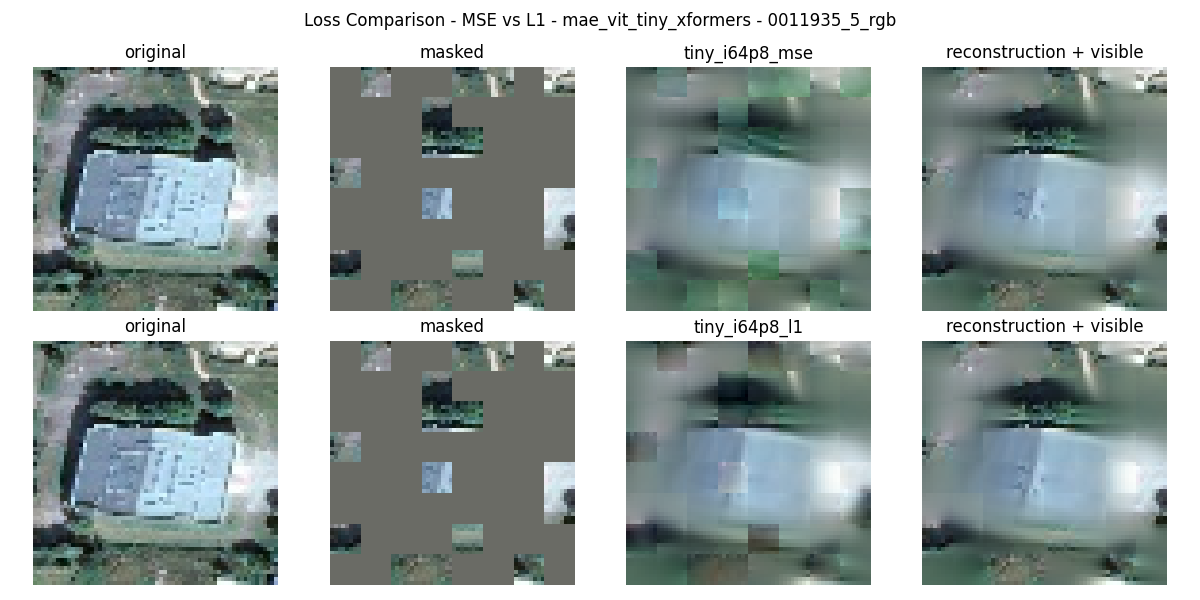 Loss Comparison - MSE vs L1 - mae_vit_tiny_xformers - 0011935_5_rgb
original
masked
tiny_i64p8_mse
reconstruction + visible
original
masked
tiny_i64p8_l1
reconstruction + visible